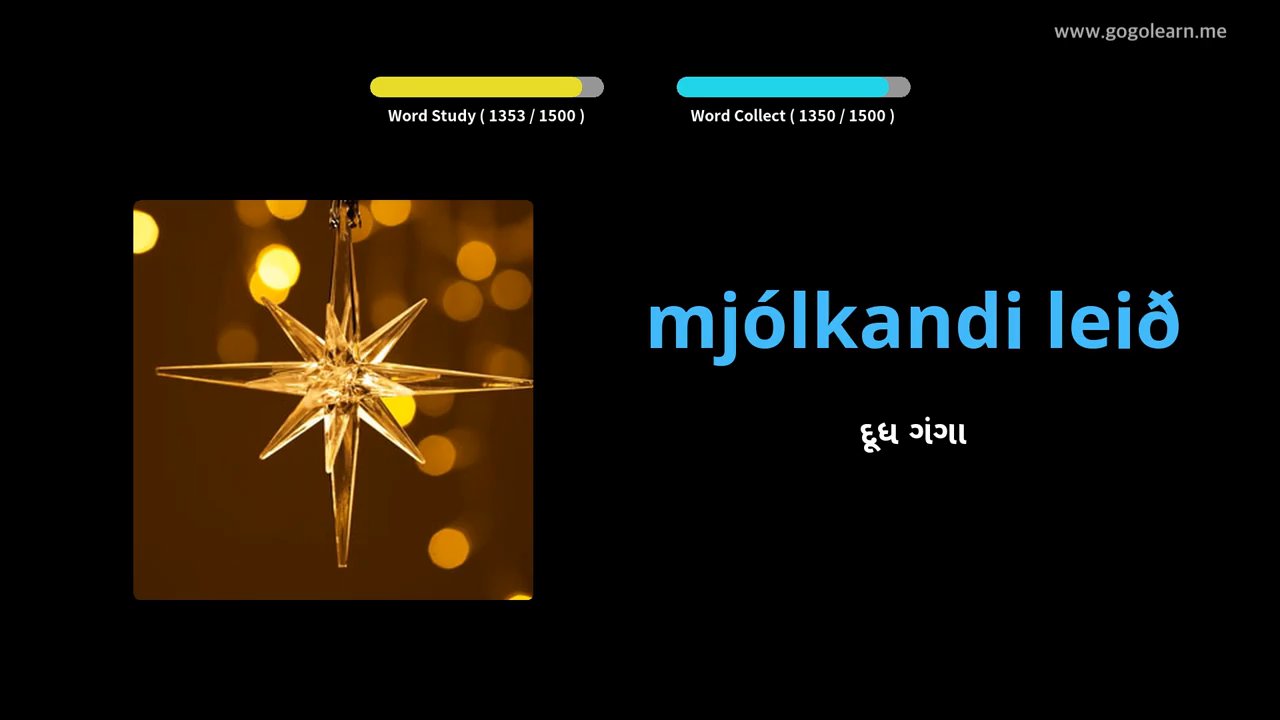 www.gogolearn.me
Word Study ( 1353 / 1500 )
Word Collect ( 1350 / 1500 )
mjólkandi leið
દૂધ ગંગા